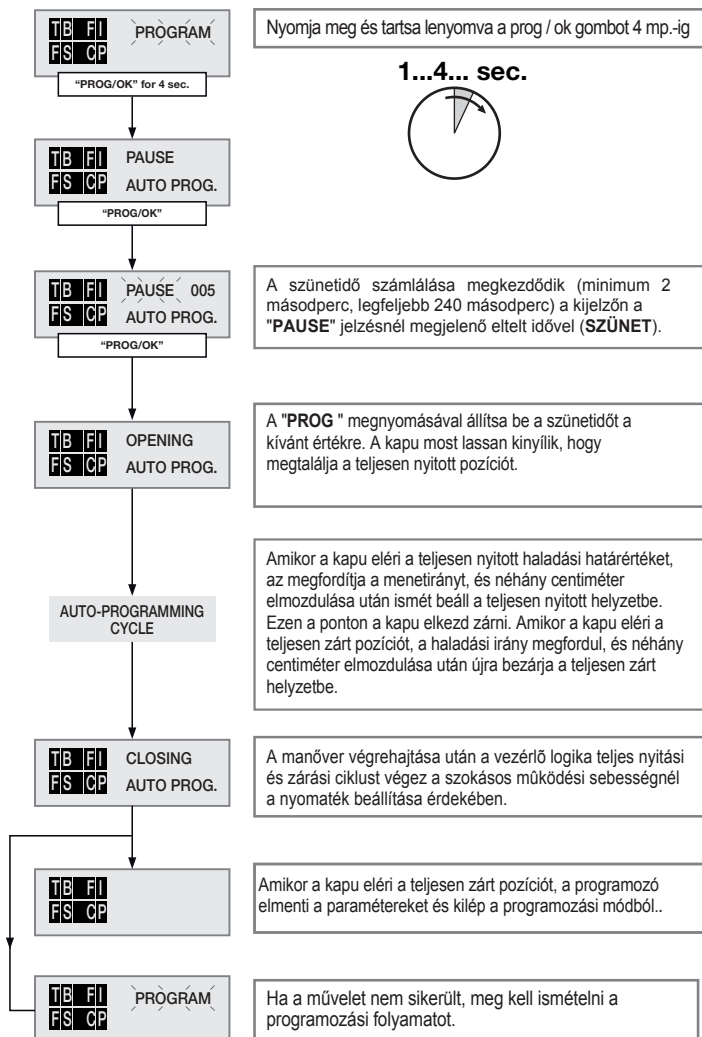 TB FI PROGRAM
FS CP
Nyomja meg és tartsa lenyomva a prog / ok gombot 4 mp.-ig
"PROG/OK" for 4 sec.
1...4... sec.
TB FI PAUSE
FS CP AUTO PROG.
"PROG/OK"
TB FI PAUSE 005
FS CP AUTO PROG.
"PROG/OK"
A szünetidő számlálása megkezdődik (minimum 2
másodperc, legfeljebb 240 másodperc) a kijelzőn a
"PAUSE" jelzésnél megjelenő eltelt idővel (SZÜNET).
TB FI OPENING
FS CP AUTO PROG.
A "PROG " megnyomásával állítsa be a szünetidőt a
kívánt értékre. A kapu most lassan kinyílik, hogy
megtalálja a teljesen nyitott pozíciót.
AUTO-PROGRAMMING
CYCLE
Amikor a kapu eléri a teljesen nyitott haladási határértéket,
az megfordítja a menetirányt, és néhány centiméter
elmozdulása után ismét beáll a teljesen nyitott helyzetbe.
Ezen a ponton a kapu elkezd zárni. Amikor a kapu eléri a
teljesen zárt pozíciót, a haladási irány megfordul, és néhány
centiméter elmozdulása után újra bezárja a teljesen zárt
helyzetbe.
TB FI CLOSING
FS CP AUTO PROG.
A manőver végrehajtása után a vezérlõ logika teljes nyitási
és zárási ciklust végez a szokásos mûködési sebességnél
a nyomaték beállítása érdekében.
TB FI
FS CP
Amikor a kapu eléri a teljesen zárt pozíciót, a programozó
elmenti a paramétereket és kilép a programozási módból..
TB FI PROGRAM
FS CP
Ha a művelet nem sikerült, meg kell ismételni a
programozási folyamatot.